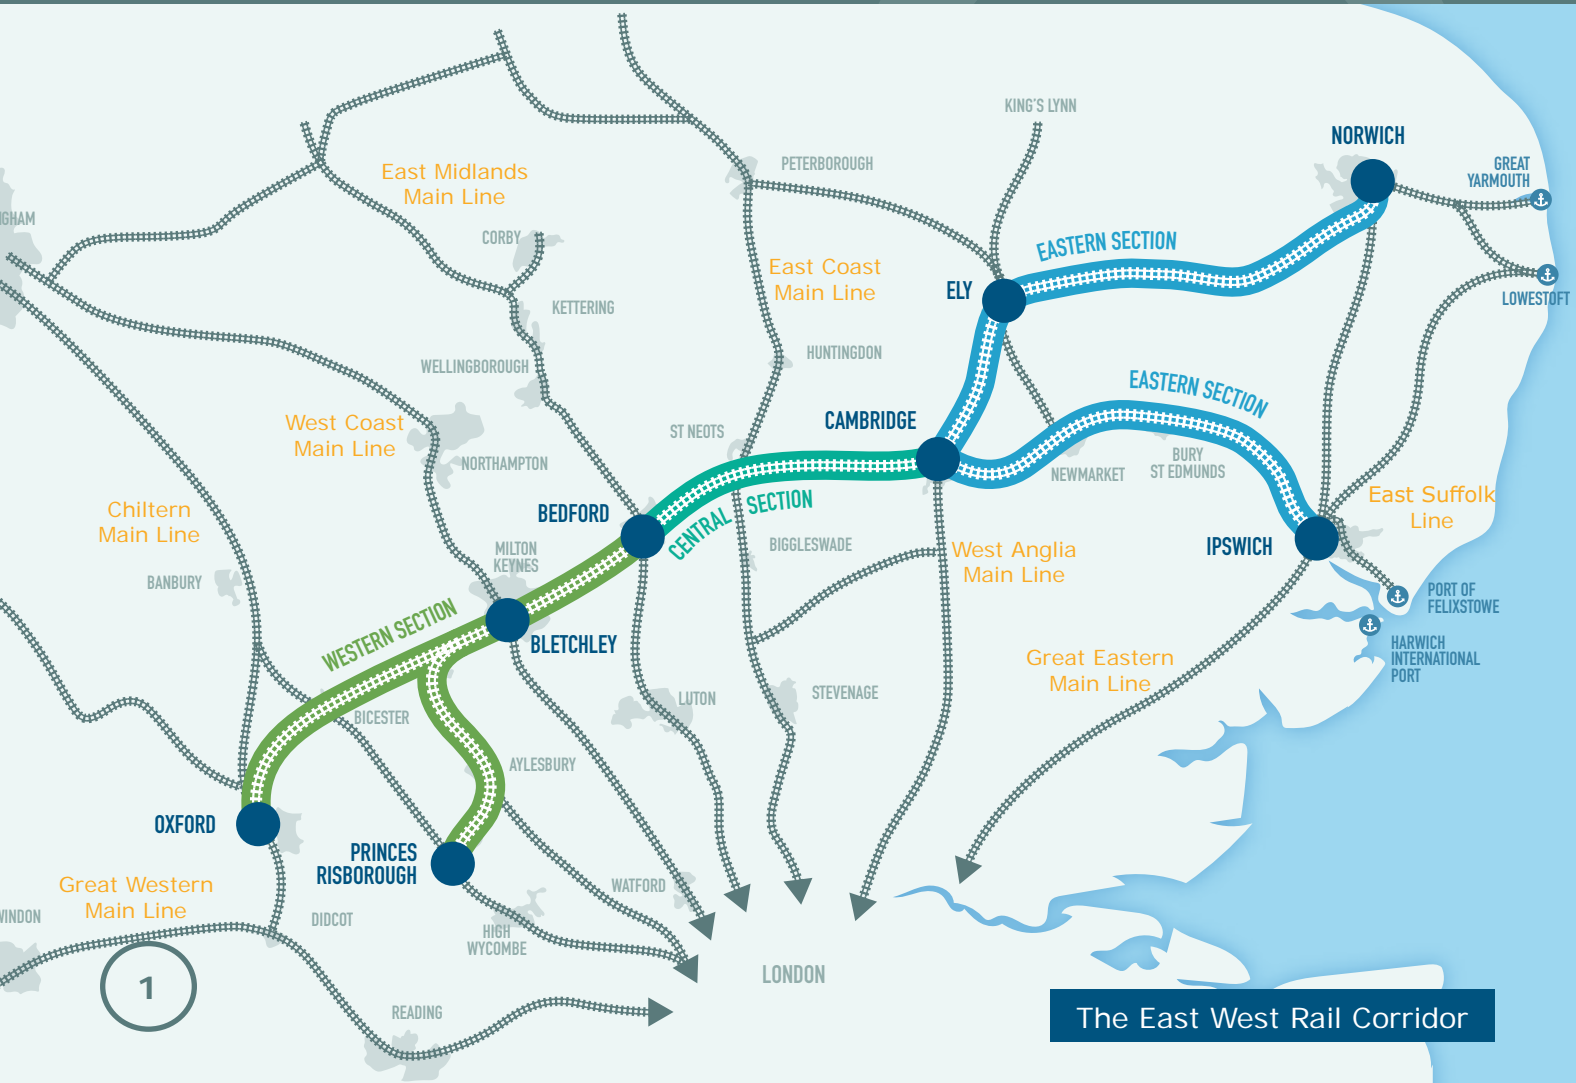 KING'S LYNN
NORWICH
PETERBOROUGH
GREAT
YARMOUTH
East Midlands
Main Line
CORBY
EASTERN SECTION
East Coast
Main Line
ELY
LOWESTOFT
KETTERING
HUNTINGDON
WELLINGBOROUGH
EASTERN SECTION
West Coast
Main Line
CAMBRIDGE
ST NEOTS
NORTHAMPTON
BURY
ST EDMUNDS
NEWMARKET
East Suffolk
Line
Chiltern
Main Line
BEDFORD
CENTRAL SECTION
IPSWICH
MILTON
KEYNES
BIGGLESWADE
West Anglia
Main Line
BANBURY
PORT OF
FELIXSTOWE
WESTERN SECTION
BLETCHLEY
HARWICH
INTERNATIONAL
PORT
Great Eastern
Main Line
LUTON
STEVENAGE
BICESTER
AYLESBURY
OXFORD
PRINCES
RISBOROUGH
Great Western
Main Line
WATFORD
DIDCOT
HIGH
WYCOMBE
LONDON
1
READING
The East West Rail Corridor